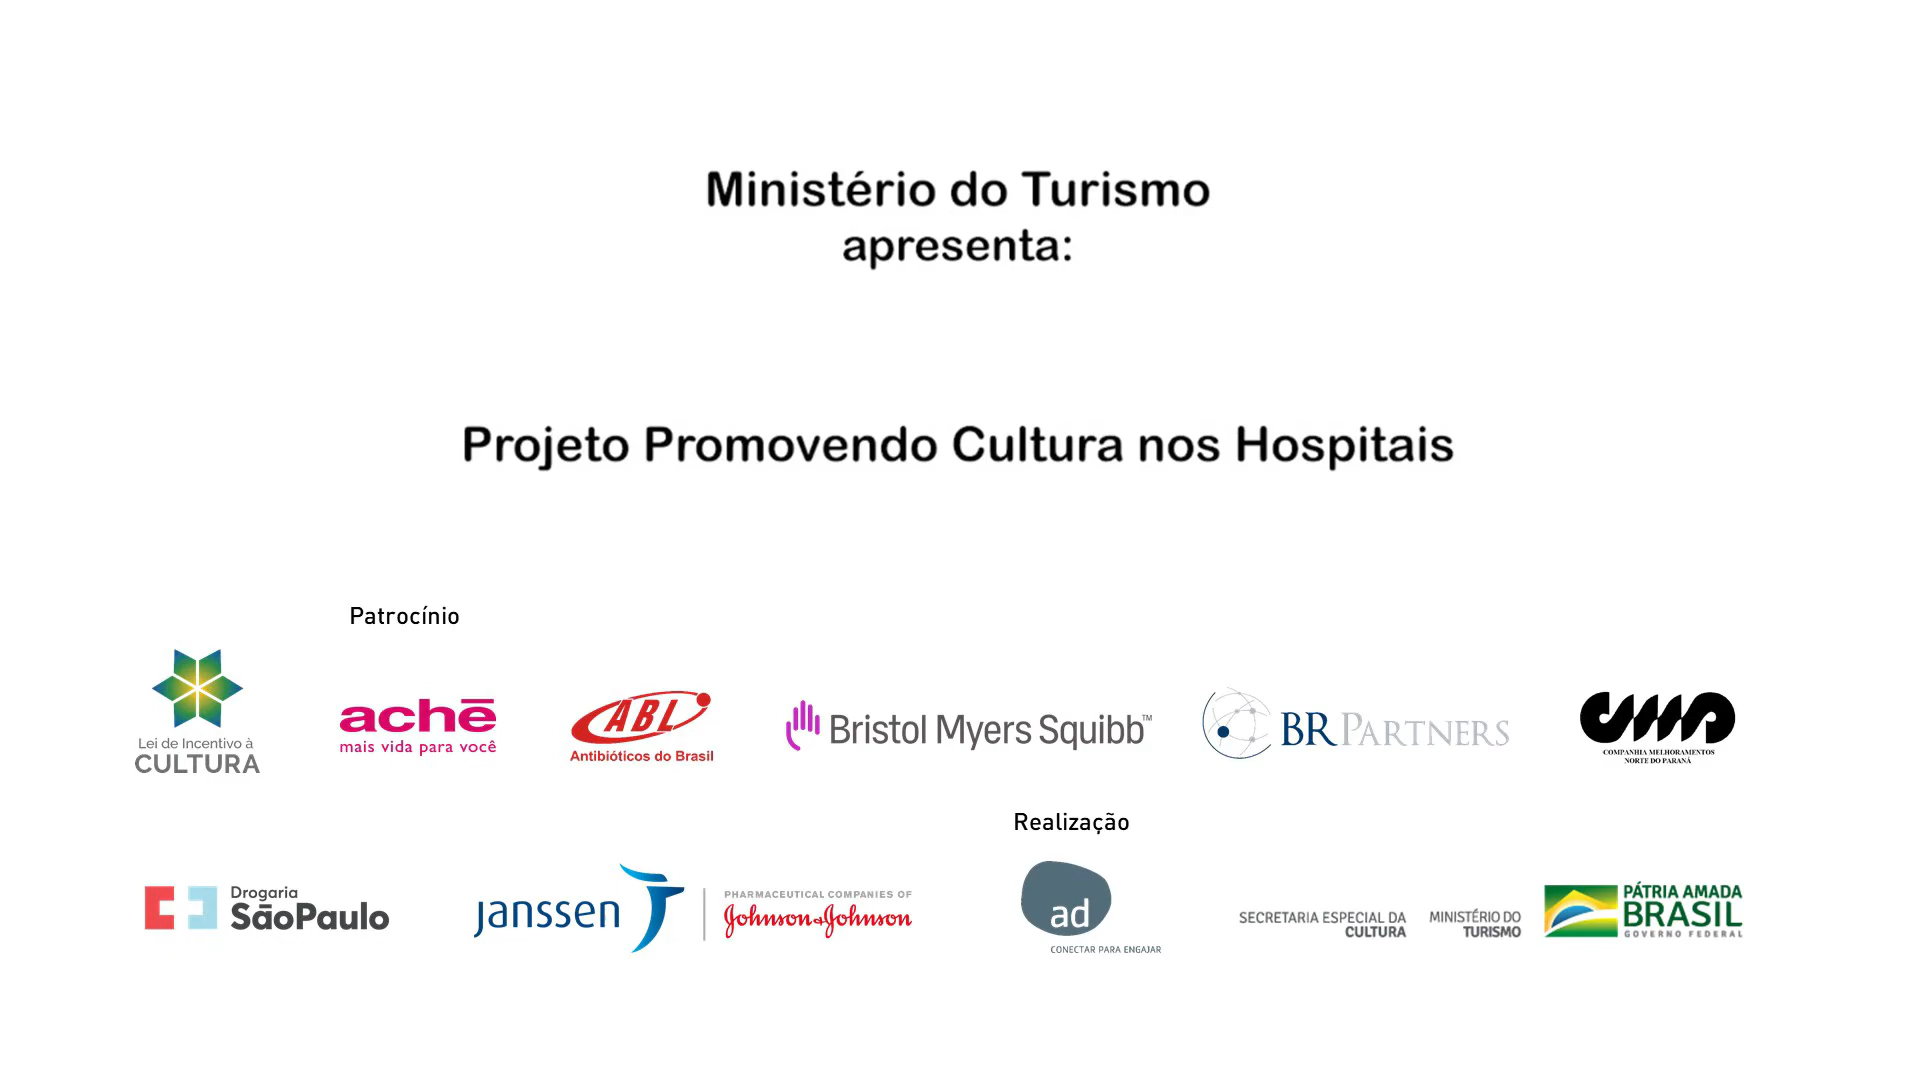 Ministério do Turismo
apresenta:
Projeto Promovendo Cultura nos Hospitais
Patrocínio
Lei de Incentivo à
CULTURA
achē
mais vida para você
ABL
Antibióticos do Brasil
Bristol Myers Squibb™
BR PARTNERS
CMNP
COMPANHIA MELHORAMENTOS
NORTE DO PARANÁ
Realização
Drogaria
SãoPaulo
janssen
PHARMACEUTICAL COMPANIES OF
Johnson & Johnson
ad
CONECTAR PARA ENGAJAR
SECRETARIA ESPECIAL DA
CULTURA
MINISTÉRIO DO
TURISMO
PÁTRIA AMADA
BRASIL
GOVERNO FEDERAL